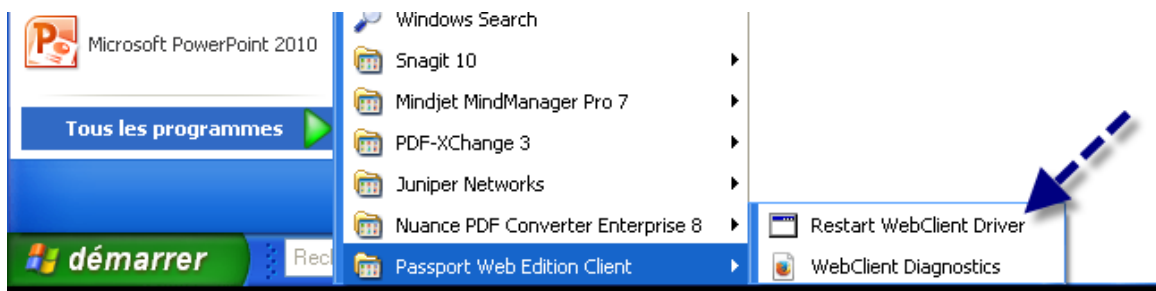 Microsoft PowerPoint 2010
Tous les programmes
démarrer
Rech
Windows Search
Snagit 10
Mindjet MindManager Pro 7
PDF-XChange 3
Juniper Networks
Nuance PDF Converter Enterprise 8
Passport Web Edition Client
Restart WebClient Driver
WebClient Diagnostics